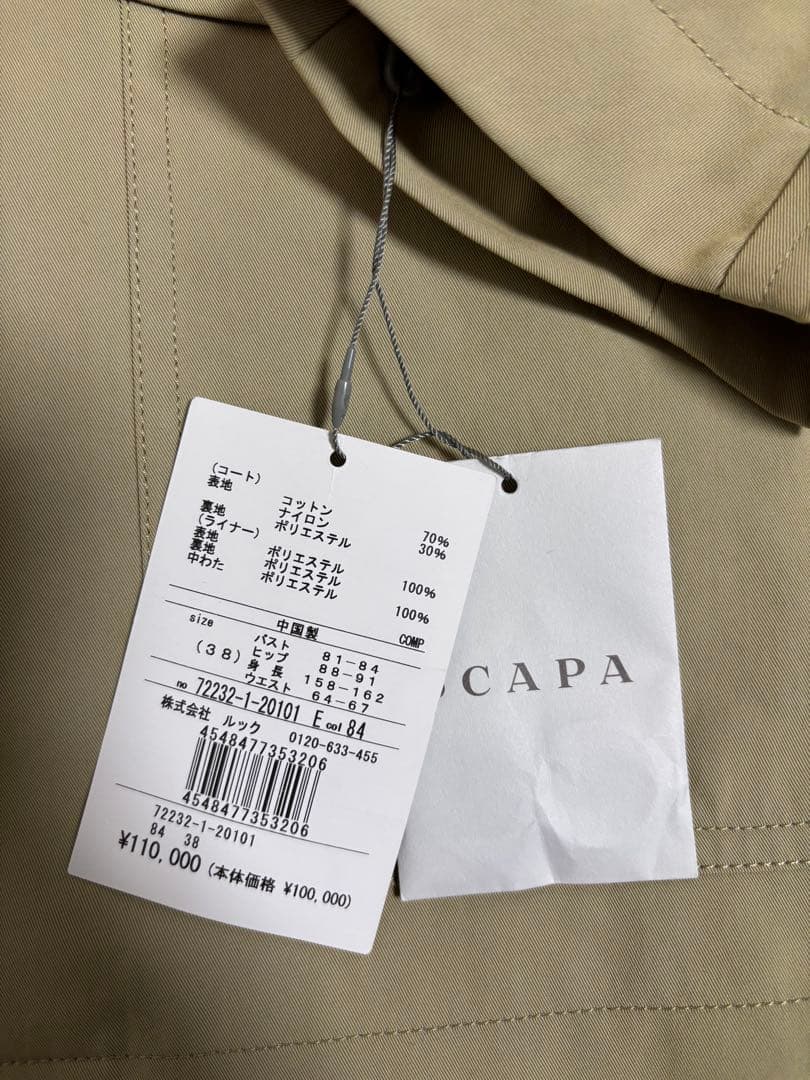 (コート)
表地 コットン 70%
ナイロン 30%
裏地 ポリエステル
(ライナー)
表地 ポリエステル 100%
裏地 ポリエステル
中わた ポリエステル 100%
中国製 COMP
size
(38) バスト 81-84
ヒップ 88-91
身長 158-162
ウエスト 64-67
no 72232-1-20101 E col 84
株式会社 ルック 0120-633-455
4548477353206
4548477353206
72232-1-20101
84 38
¥110,000 (本体価格 ¥100,000)
SCAPA